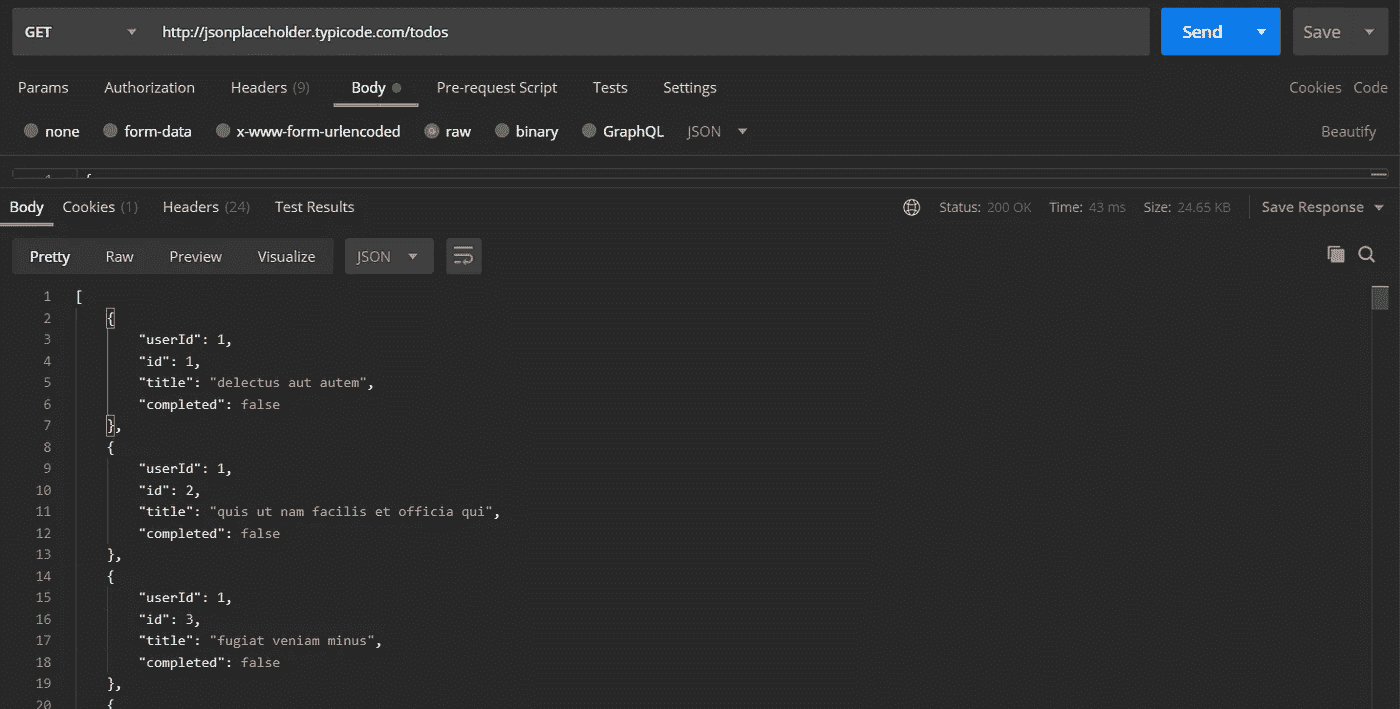 GET http://jsonplaceholder.typicode.com/todos Send Save
Params Authorization Headers (9) Body Pre-request Script Tests Settings Cookies Code
none form-data x-www-form-urlencoded raw binary GraphQL JSON Beautify
1 {
Body Cookies (1) Headers (24) Test Results Status: 200 OK Time: 43 ms Size: 24.65 KB Save Response
Pretty Raw Preview Visualize JSON
1 [
2 {
3 "userId": 1,
4 "id": 1,
5 "title": "delectus aut autem",
6 "completed": false
7 },
8 {
9 "userId": 1,
10 "id": 2,
11 "title": "quis ut nam facilis et officia qui",
12 "completed": false
13 },
14 {
15 "userId": 1,
16 "id": 3,
17 "title": "fugiat veniam minus",
18 "completed": false
19 },
20 {